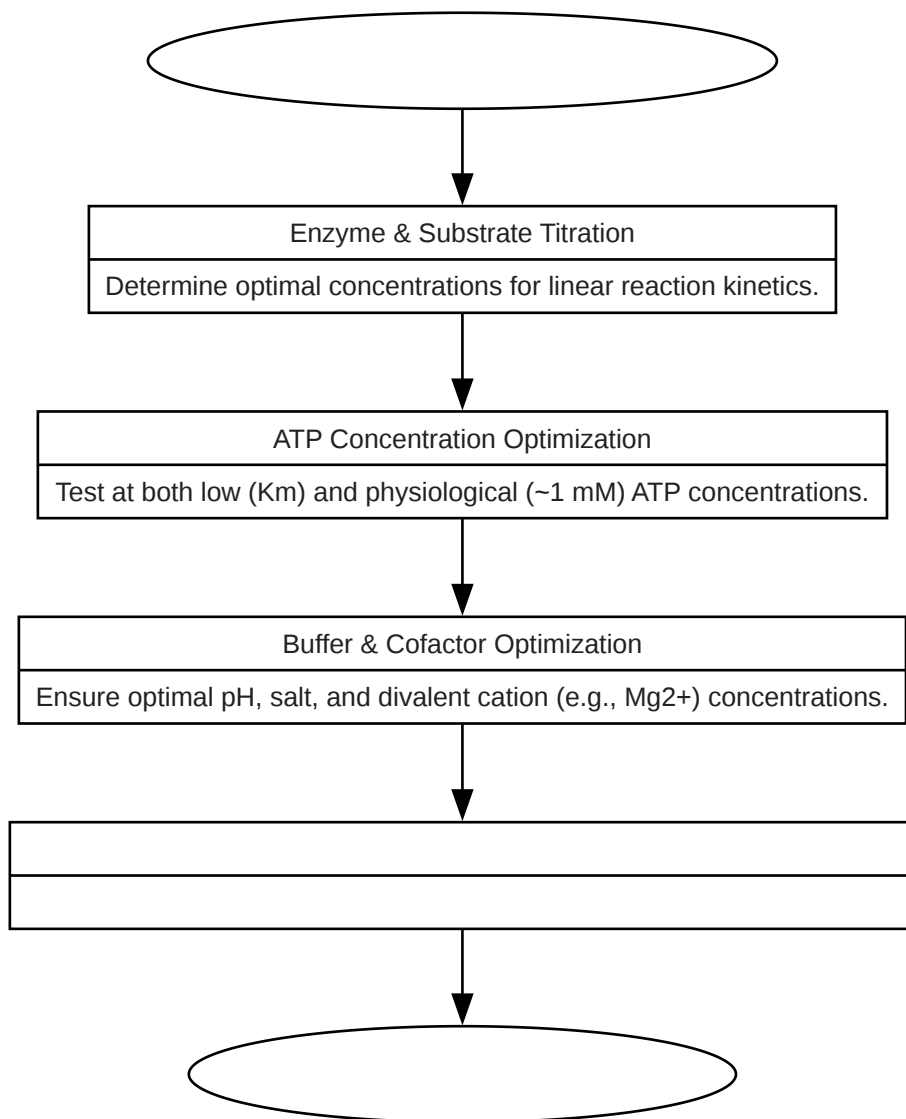 Enzyme & Substrate Titration
Determine optimal concentrations for linear reaction kinetics.
ATP Concentration Optimization
Test at both low (Km) and physiological (~1 mM) ATP concentrations.
Buffer & Cofactor Optimization
Ensure optimal pH, salt, and divalent cation (e.g., Mg2+) concentrations.